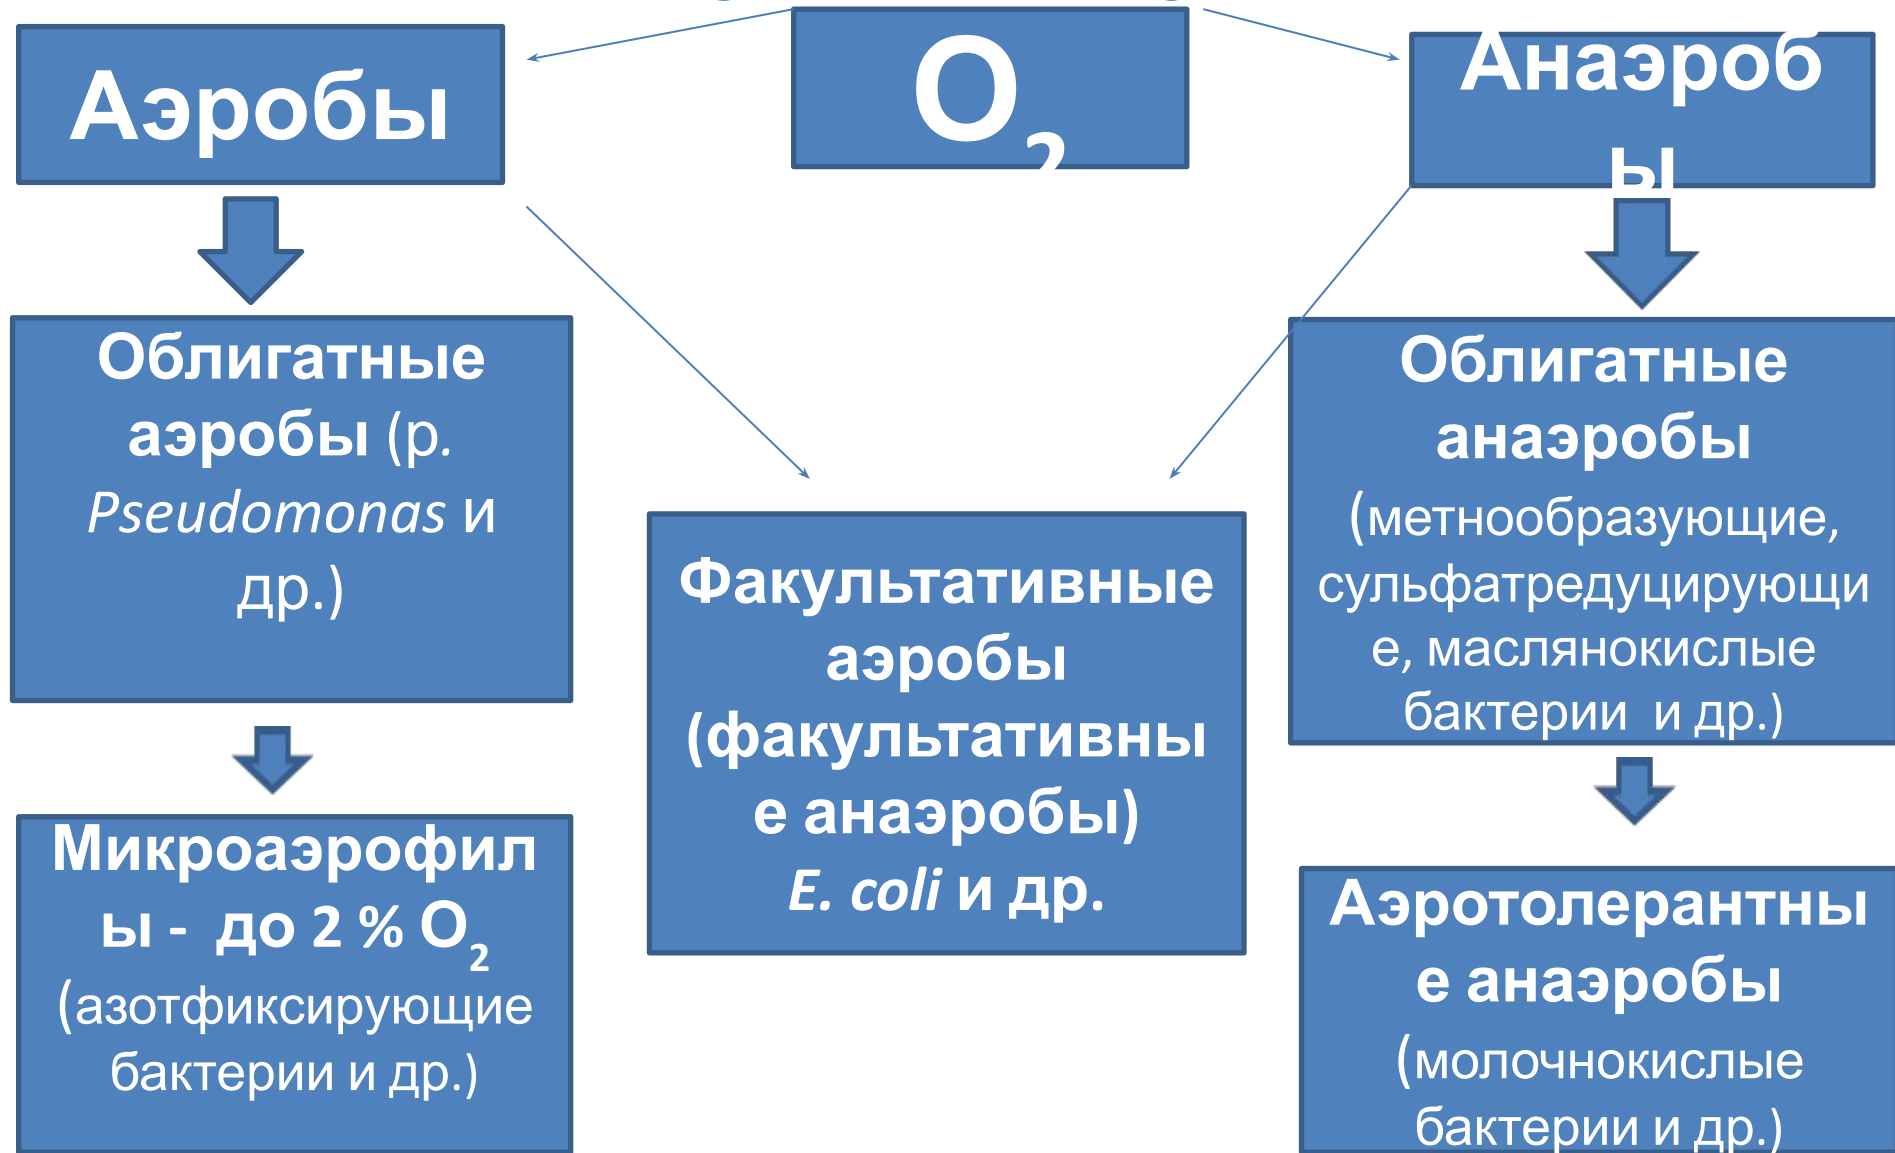 Аэробы
O2
Анаэроб
ы
Облигатные
аэробы (р.
Pseudomonas и
др.)
Облигатные
анаэробы
(метнообразующие,
сульфатредуцирующи
е, маслянокислые
бактерии и др.)
Факультативные
аэробы
(факультативны
е анаэробы)
E. coli и др.
Микроаэрофил
ы - до 2 % O2
(азотфиксирующие
бактерии и др.)
Аэротолерантны
е анаэробы
(молочнокислые
бактерии и др.)